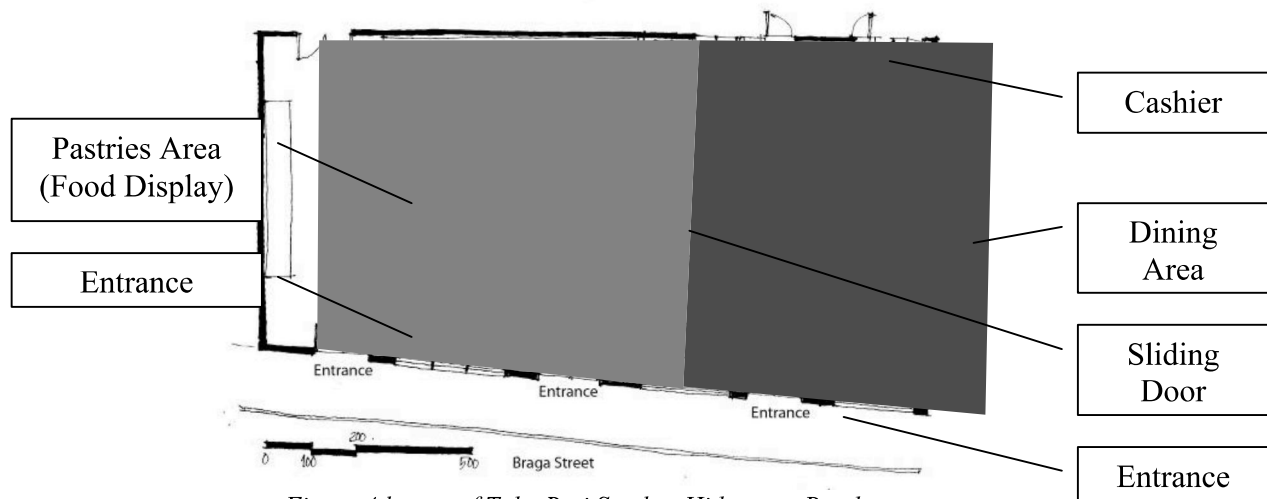 Pastries Area
(Food Display)
Entrance
Cashier
Dining
Area
Sliding
Door
Entrance
Entrance
Entrance
Entrance
0
100
200
500
Braga Street